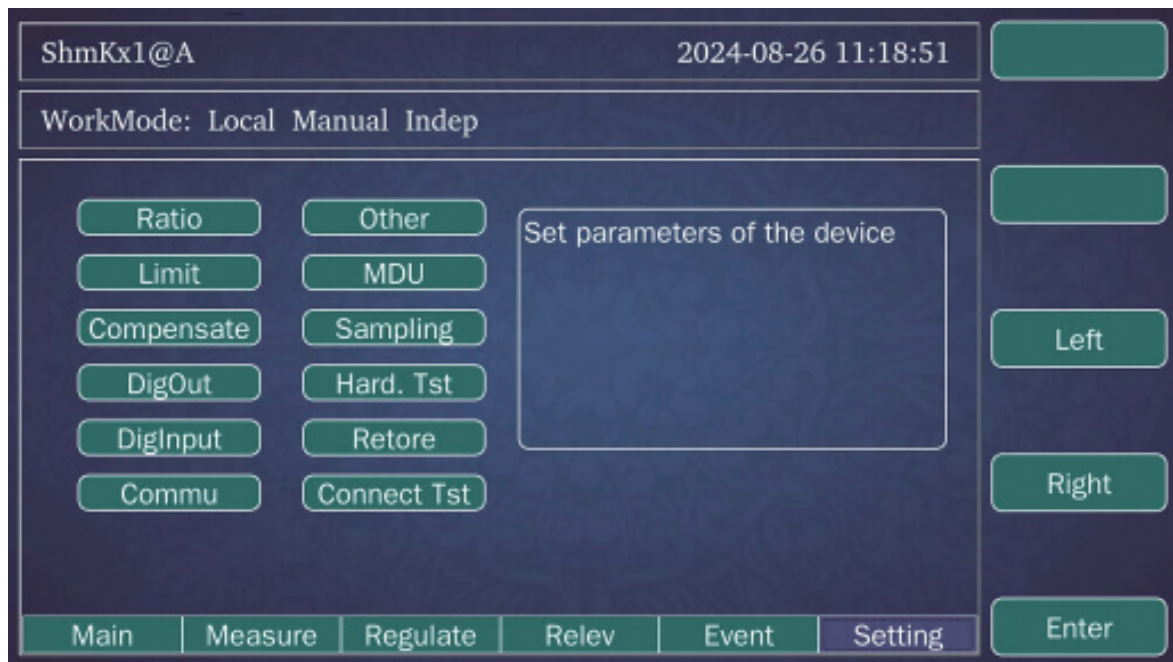 ShmKx1@A 2024-08-26 11:18:51
WorkMode: Local Manual Indep
Ratio Other
Limit MDU
Compensate Sampling
DigOut Hard. Tst
DigInput Retore
Commu Connect Tst
Set parameters of the device
Left
Right
Enter
Main Measure Regulate Relev Event Setting